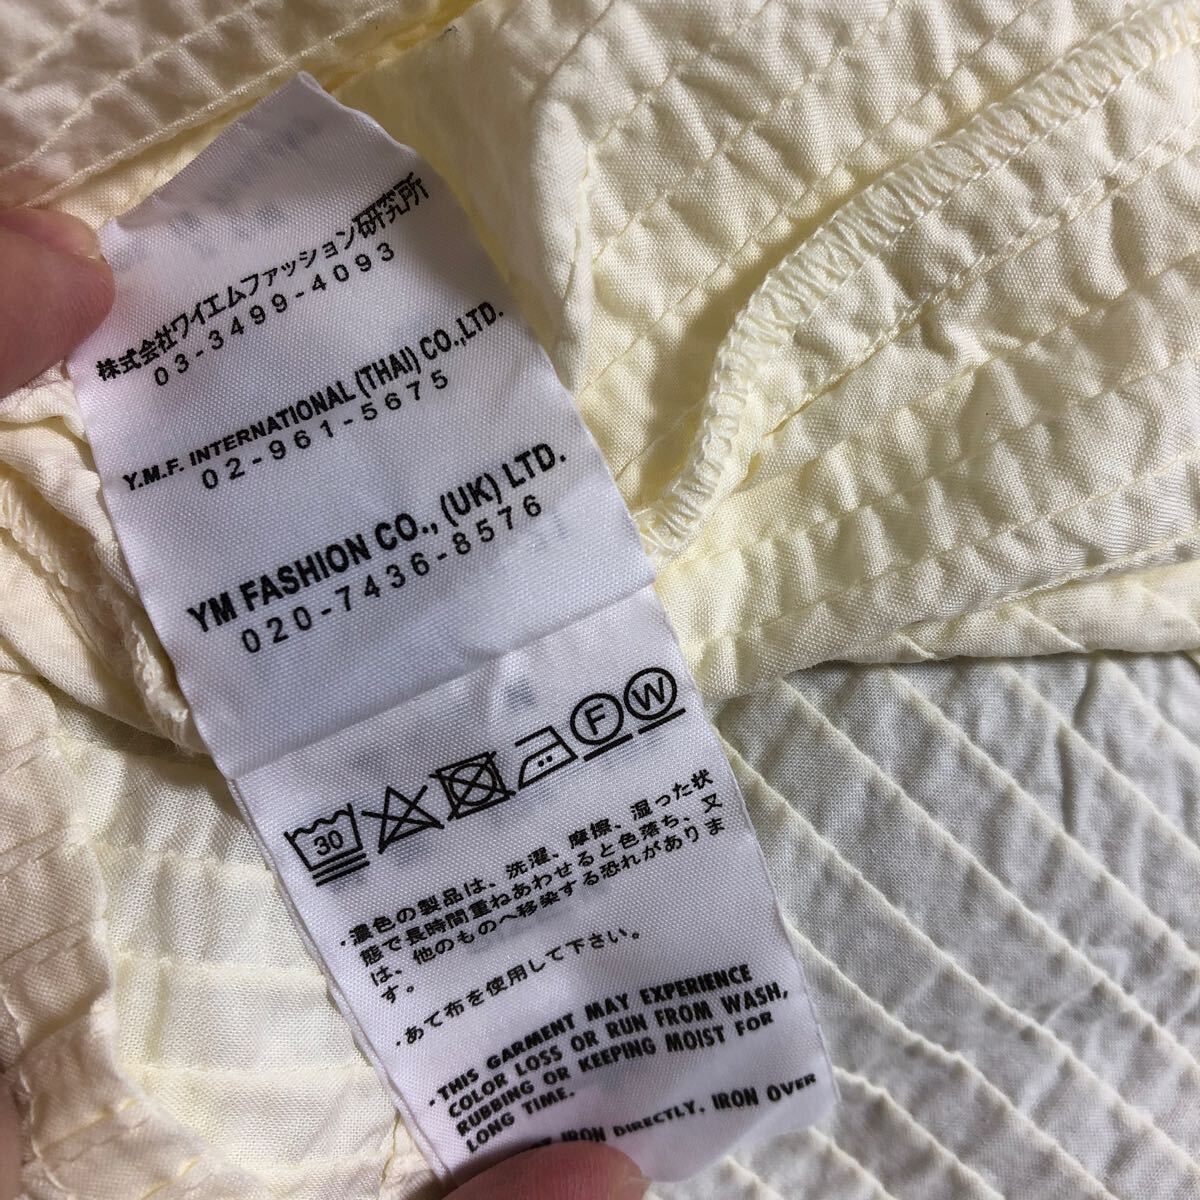 株式会社ワイエムファッション研究所
03-3499-4093
Y.M.F. INTERNATIONAL (THAI) CO.,LTD.
02-961-5675
YM FASHION CO., (UK) LTD.
020-7436-8576
30 F W
・濃色の製品は、洗濯、摩擦、湿った状
態で長時間重ねあわせると色落ち、又
は、他のものへ移染する恐れがありま
す。
・あて布を使用して下さい。
・THIS GARMENT MAY EXPERIENCE
COLOR LOSS OR RUN FROM WASH,
RUBBING OR KEEPING MOIST FOR
LONG TIME.
IRON DIRECTLY. IRON OVER